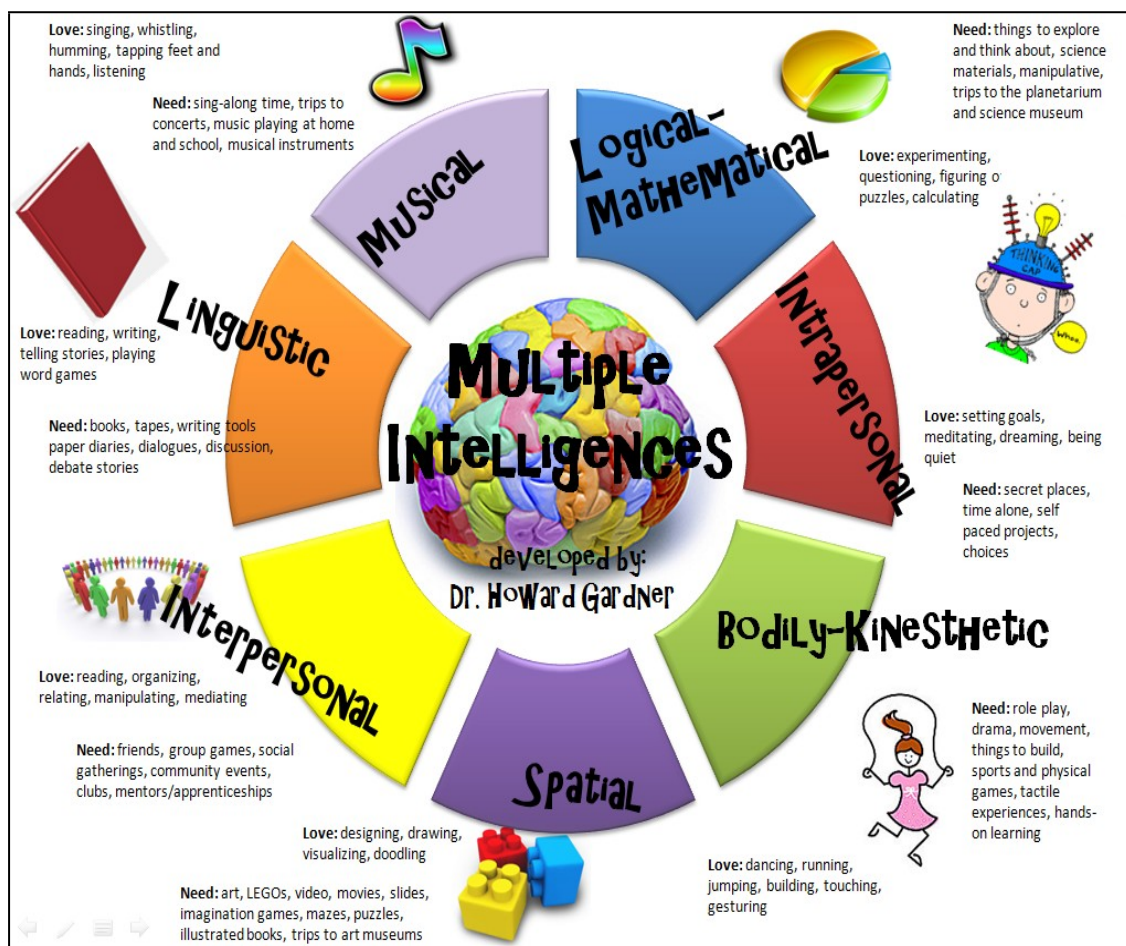 Love: singing, whistling,
humming, tapping feet and
hands, listening
Need: sing-along time, trips to
concerts, music playing at home
and school, musical instruments
Musical
Logical-
Mathematical
Need: things to explore
and think about, science
materials, manipulative,
trips to the planetarium
and science museum
Love: experimenting,
questioning, figuring o
puzzles, calculating
THINKING
CAP
Whoa
Intrapersonal
Love: setting goals,
meditating, dreaming, being
quiet
Need: secret places,
time alone, self
paced projects,
choices
Linguistic
Love: reading, writing,
telling stories, playing
word games
Need: books, tapes, writing tools
paper diaries, dialogues, discussion,
debate stories
Multiple
Intelligences
developed by:
Dr. Howard Gardner
Interpersonal
Love: reading, organizing,
relating, manipulating, mediating
Need: friends, group games, social
gatherings, community events,
clubs, mentors/apprenticeships
Bodily-Kinesthetic
Need: role play,
drama, movement,
things to build,
sports and physical
games, tactile
experiences, hands-
on learning
Love: dancing, running,
jumping, building, touching,
gesturing
Spatial
Love: designing, drawing,
visualizing, doodling
Need: art, LEGOs, video, movies, slides,
imagination games, mazes, puzzles,
illustrated books, trips to art museums